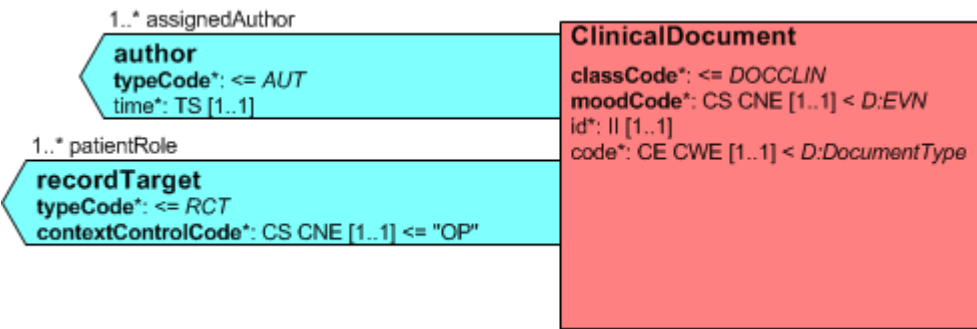 1..* assignedAuthor
author
typeCode*: <= AUT
time*: TS [1..1]
1..* patientRole
recordTarget
typeCode*: <= RCT
contextControlCode*: CS CNE [1..1] <= "OP"
ClinicalDocument
classCode*: <= DOCCLIN
moodCode*: CS CNE [1..1] < D:EVN
id*: II [1..1]
code*: CE CWE [1..1] < D:DocumentType